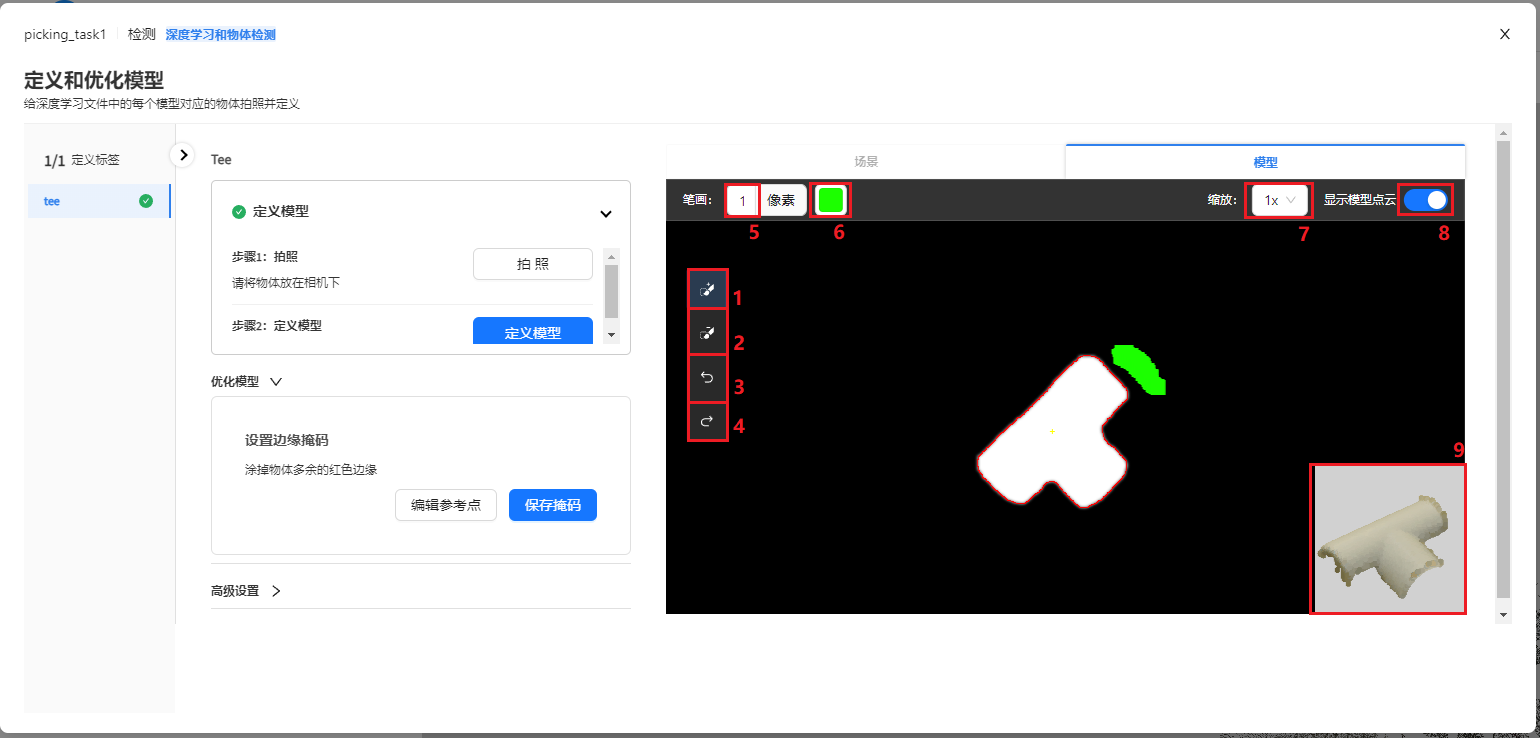 picking_task1 检测 深度学习和物体检测 X
定义和优化模型
给深度学习文件中的每个模型对应的物体拍照并定义
1/1 定义标签
tee
Tee
定义模型
步骤1：拍照
请将物体放在相机下
拍 照
步骤2：定义模型
定义模型
优化模型
设置边缘掩码
涂掉物体多余的红色边缘
编辑参考点 保存掩码
高级设置
场景 模型
笔画： 1 像素 缩放： 1x 显示模型点云
5 6 7 8
1
2
3
4
9